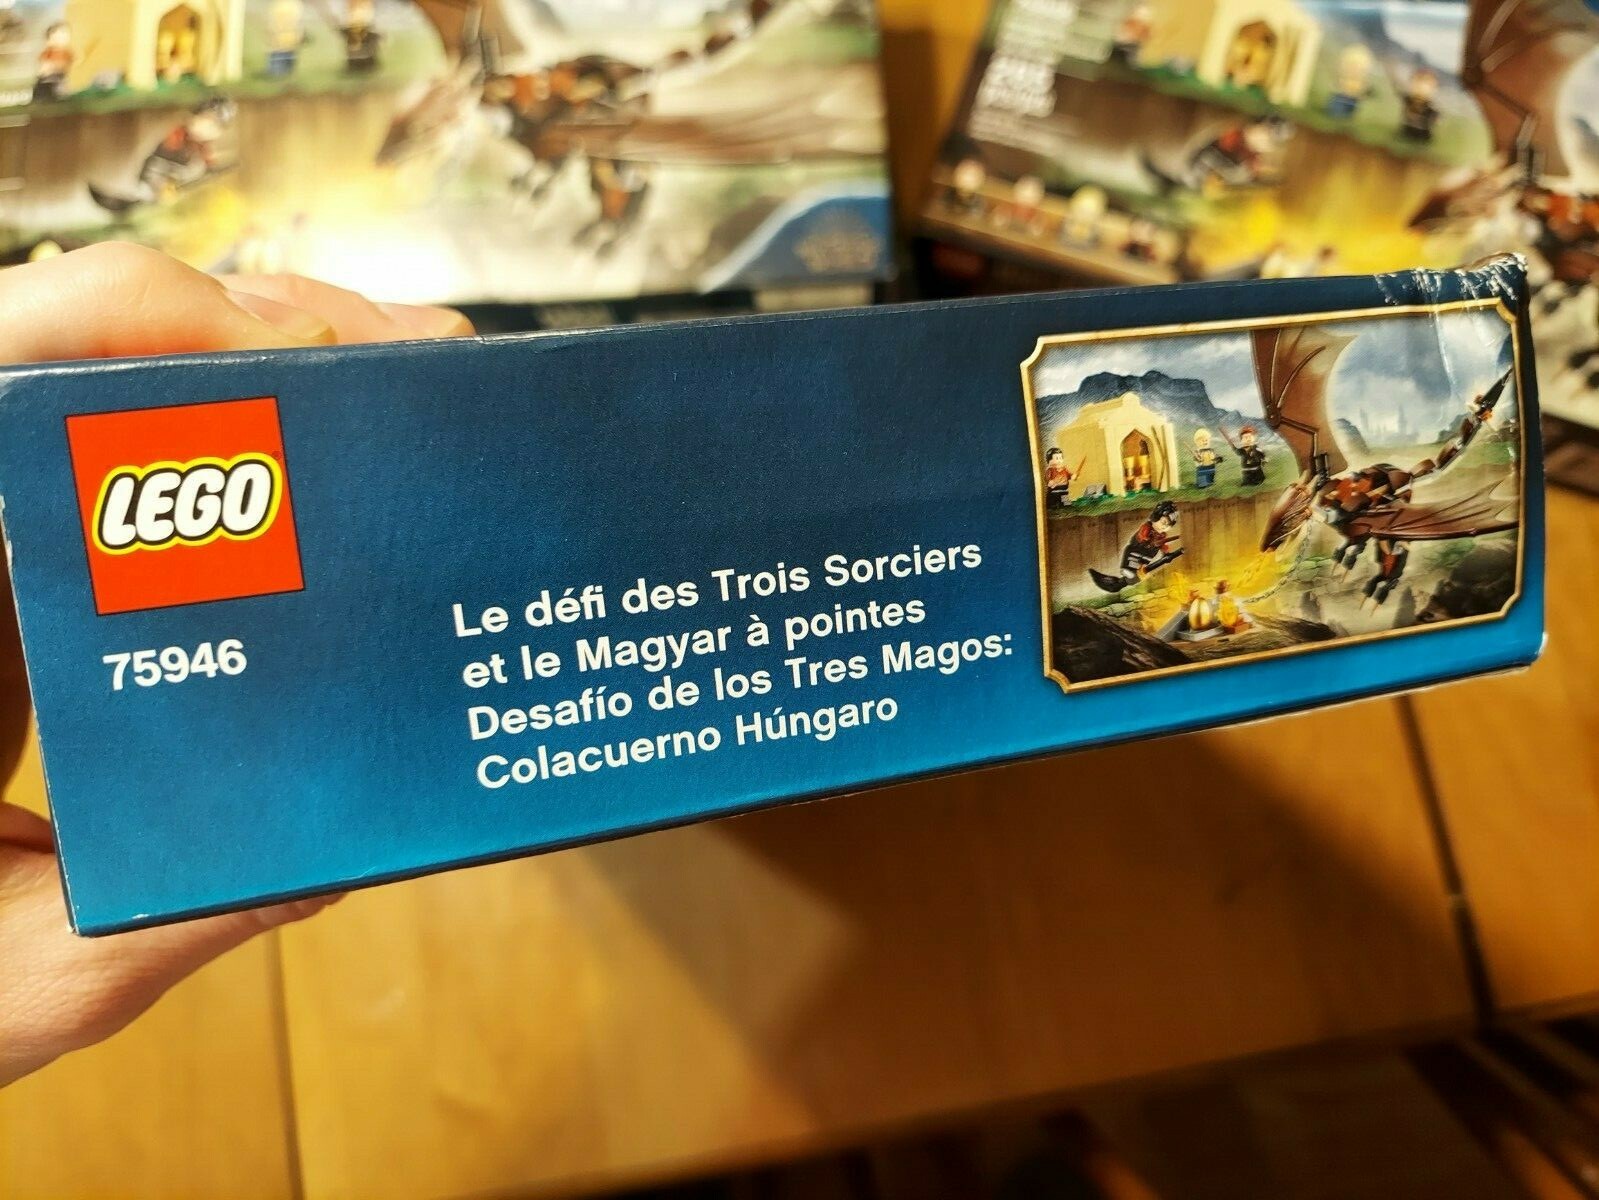 LEGO
75946
Le défi des Trois Sorciers
et le Magyar à pointes
Desafío de los Tres Magos:
Colacuerno Húngaro